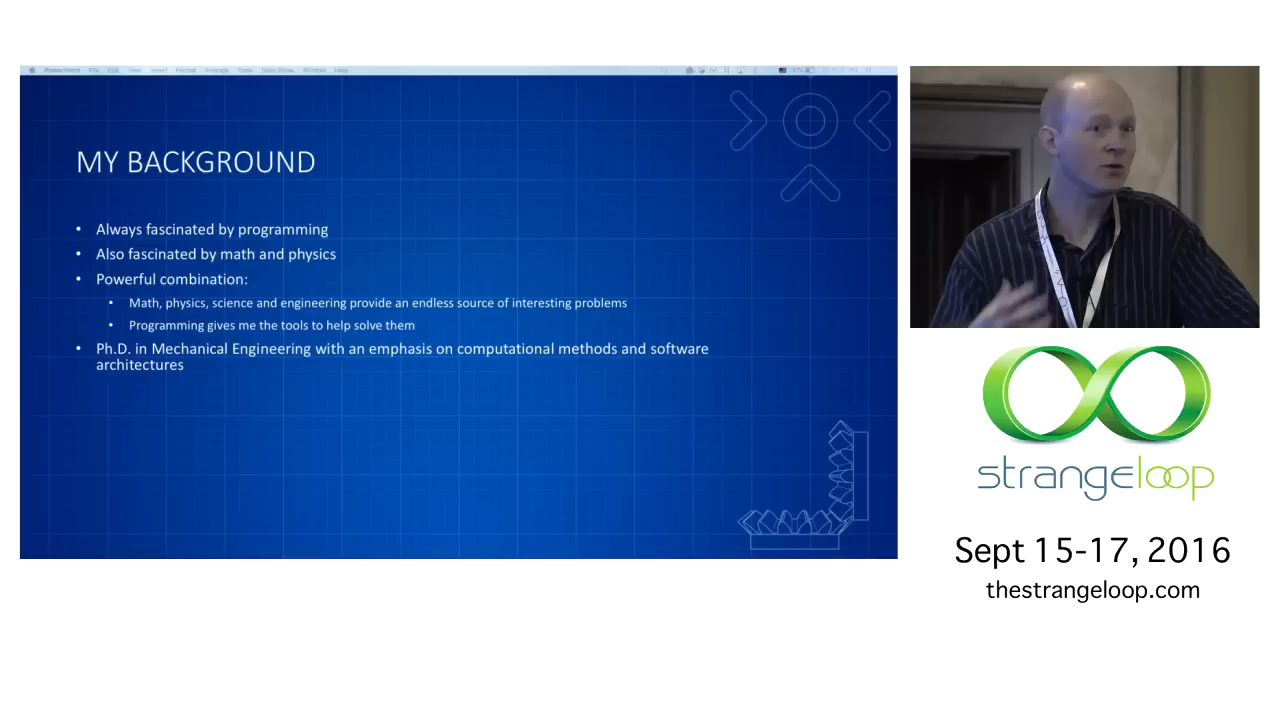 MY BACKGROUND
• Always fascinated by programming
• Also fascinated by math and physics
• Powerful combination:
• Math, physics, science and engineering provide an endless source of interesting problems
• Programming gives me the tools to help solve them
• Ph.D. in Mechanical Engineering with an emphasis on computational methods and software
architectures
strangeloop
Sept 15-17, 2016
thestrangeloop.com